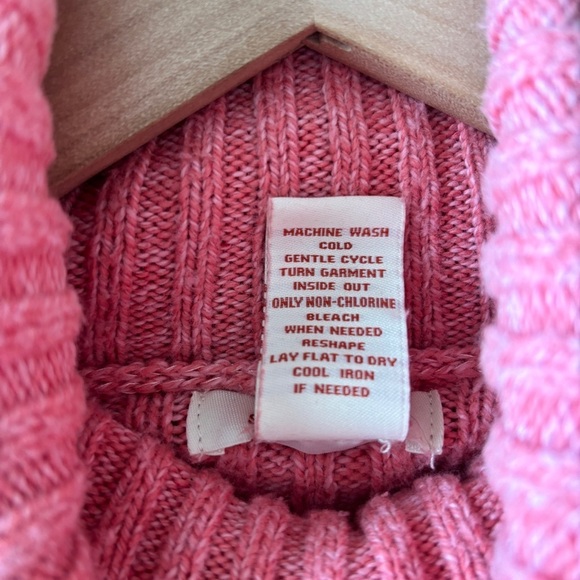 MACHINE WASH
COLD
GENTLE CYCLE
TURN GARMENT
INSIDE OUT
ONLY NON-CHLORINE
BLEACH
WHEN NEEDED
RESHAPE
LAY FLAT TO DRY
COOL IRON
IF NEEDED